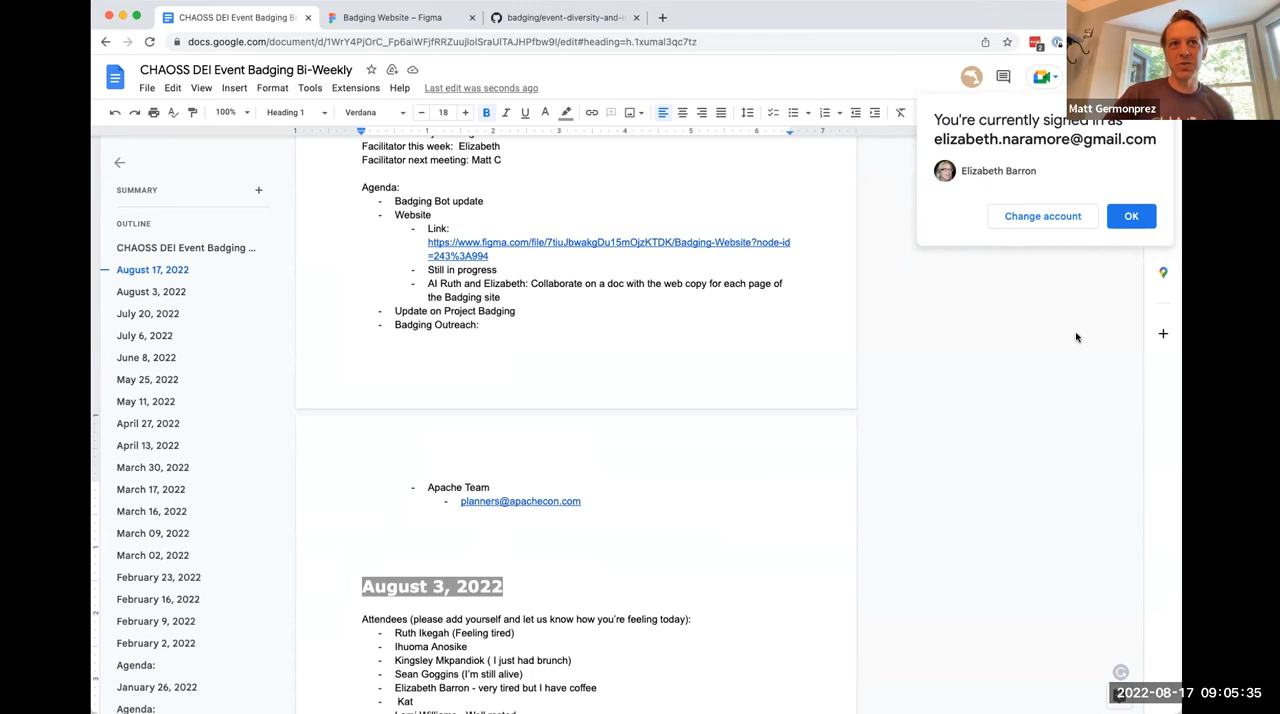 CHAOSS DEI Event Badging Bi
Badging Website – Figma
badging/event-diversity-and-i
docs.google.com/document/d/1WrY4PjOrC_Fp6aiWFjfRRZuujloISraUlTAJHPfbw9I/edit#heading=h.1xumal3qc7tz
2
CHAOSS DEI Event Badging Bi-Weekly
File Edit View Insert Format Tools Extensions Help Last edit was seconds ago
100% Heading 1 Verdana 18 B I U A
Matt Germonprez
You're currently signed in as
elizabeth.naramore@gmail.com
Elizabeth Barron
Change account OK
1 1 2 3 4 5 6 7
SUMMARY
OUTLINE
CHAOSS DEI Event Badging ...
August 17, 2022
August 3, 2022
July 20, 2022
July 6, 2022
June 8, 2022
May 25, 2022
May 11, 2022
April 27, 2022
April 13, 2022
March 30, 2022
March 17, 2022
March 16, 2022
March 09, 2022
March 02, 2022
February 23, 2022
February 16, 2022
February 9, 2022
February 2, 2022
Agenda:
January 26, 2022
Agenda:
Facilitator this week: Elizabeth
Facilitator next meeting: Matt C
Agenda:
- Badging Bot update
- Website
- Link:
https://www.figma.com/file/7tiuJbwakgDu15mOjzKTDK/Badging-Website?node-id
=243%3A994
- Still in progress
- AI Ruth and Elizabeth: Collaborate on a doc with the web copy for each page of
the Badging site
- Update on Project Badging
- Badging Outreach:
- Apache Team
- planners@apachecon.com
August 3, 2022
Attendees (please add yourself and let us know how you're feeling today):
- Ruth Ikegah (Feeling tired)
- Ihuoma Anosike
- Kingsley Mkpandiok ( I just had brunch)
- Sean Goggins (I'm still alive)
- Elizabeth Barron - very tired but I have coffee
- Kat
2022-08-17 09:05:35